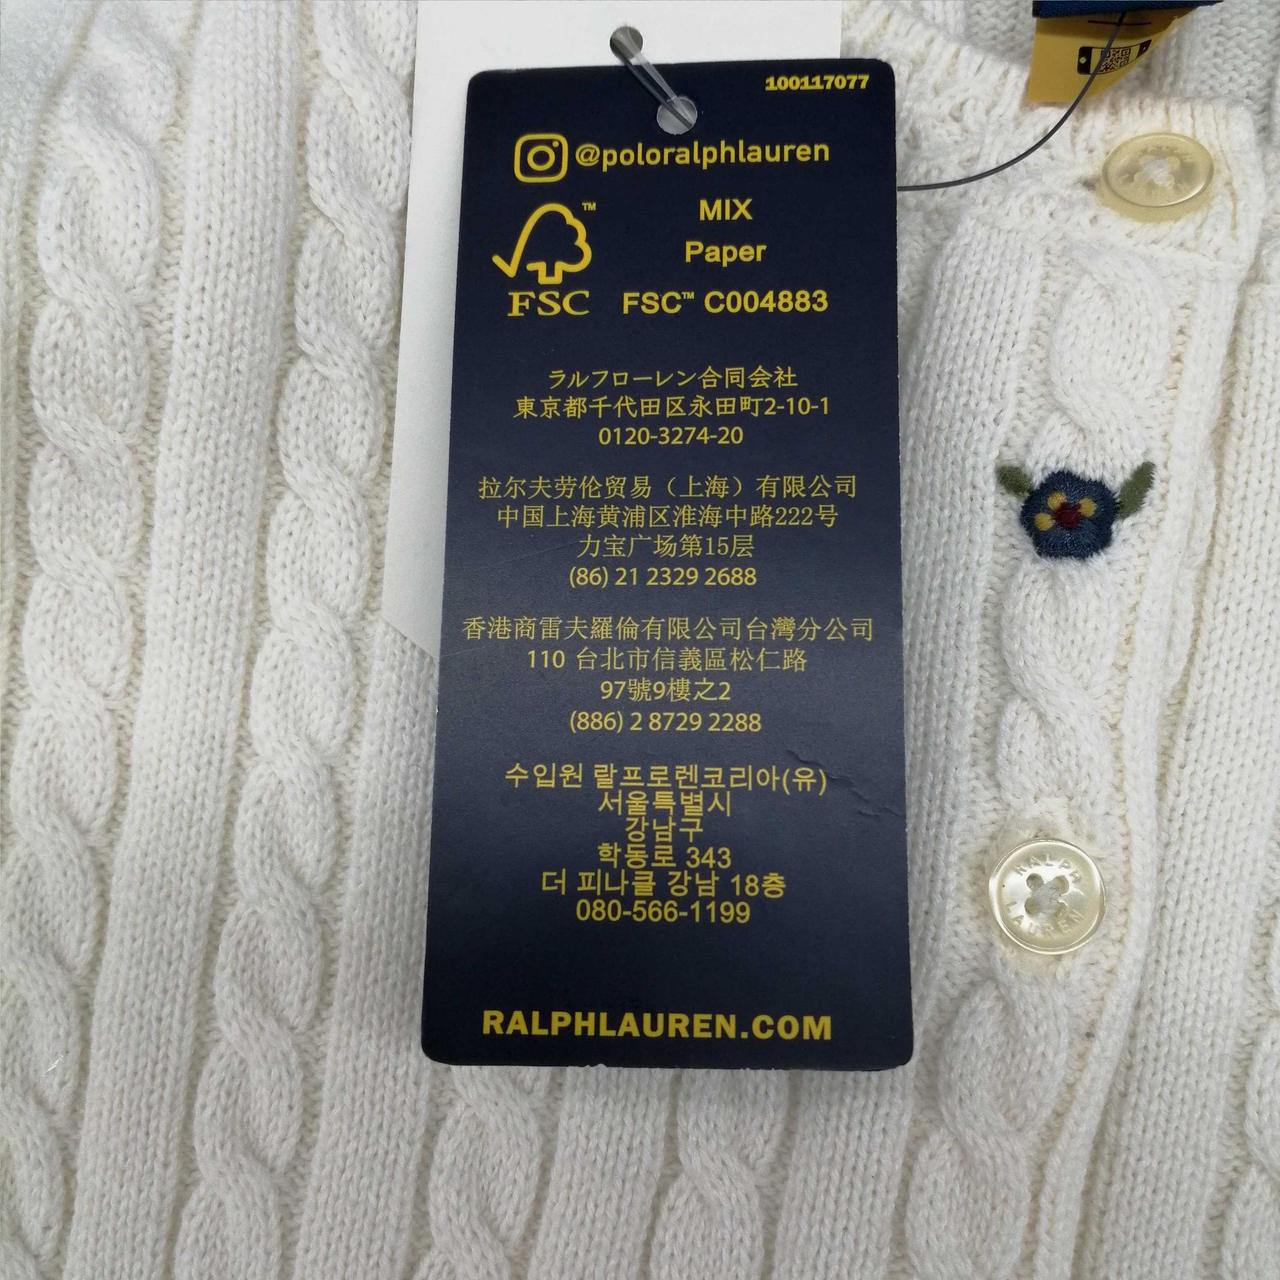 100117077
@poloralphlauren
MIX
Paper
FSC™ C004883
™
FSC
ラルフローレン合同会社
東京都千代田区永田町2-10-1
0120-3274-20
拉尔夫劳伦贸易（上海）有限公司
中国上海黄浦区淮海中路222号
力宝广场第15层
(86) 21 2329 2688
香港商雷夫羅倫有限公司台灣分公司
110 台北市信義區松仁路
97號9樓之2
(886) 2 8729 2288
수입원 랄프로렌코리아(유)
서울특별시
강남구
학동로 343
더 피나클 강남 18층
080-566-1199
RALPHLAUREN.COM
RALPH
LAUREN